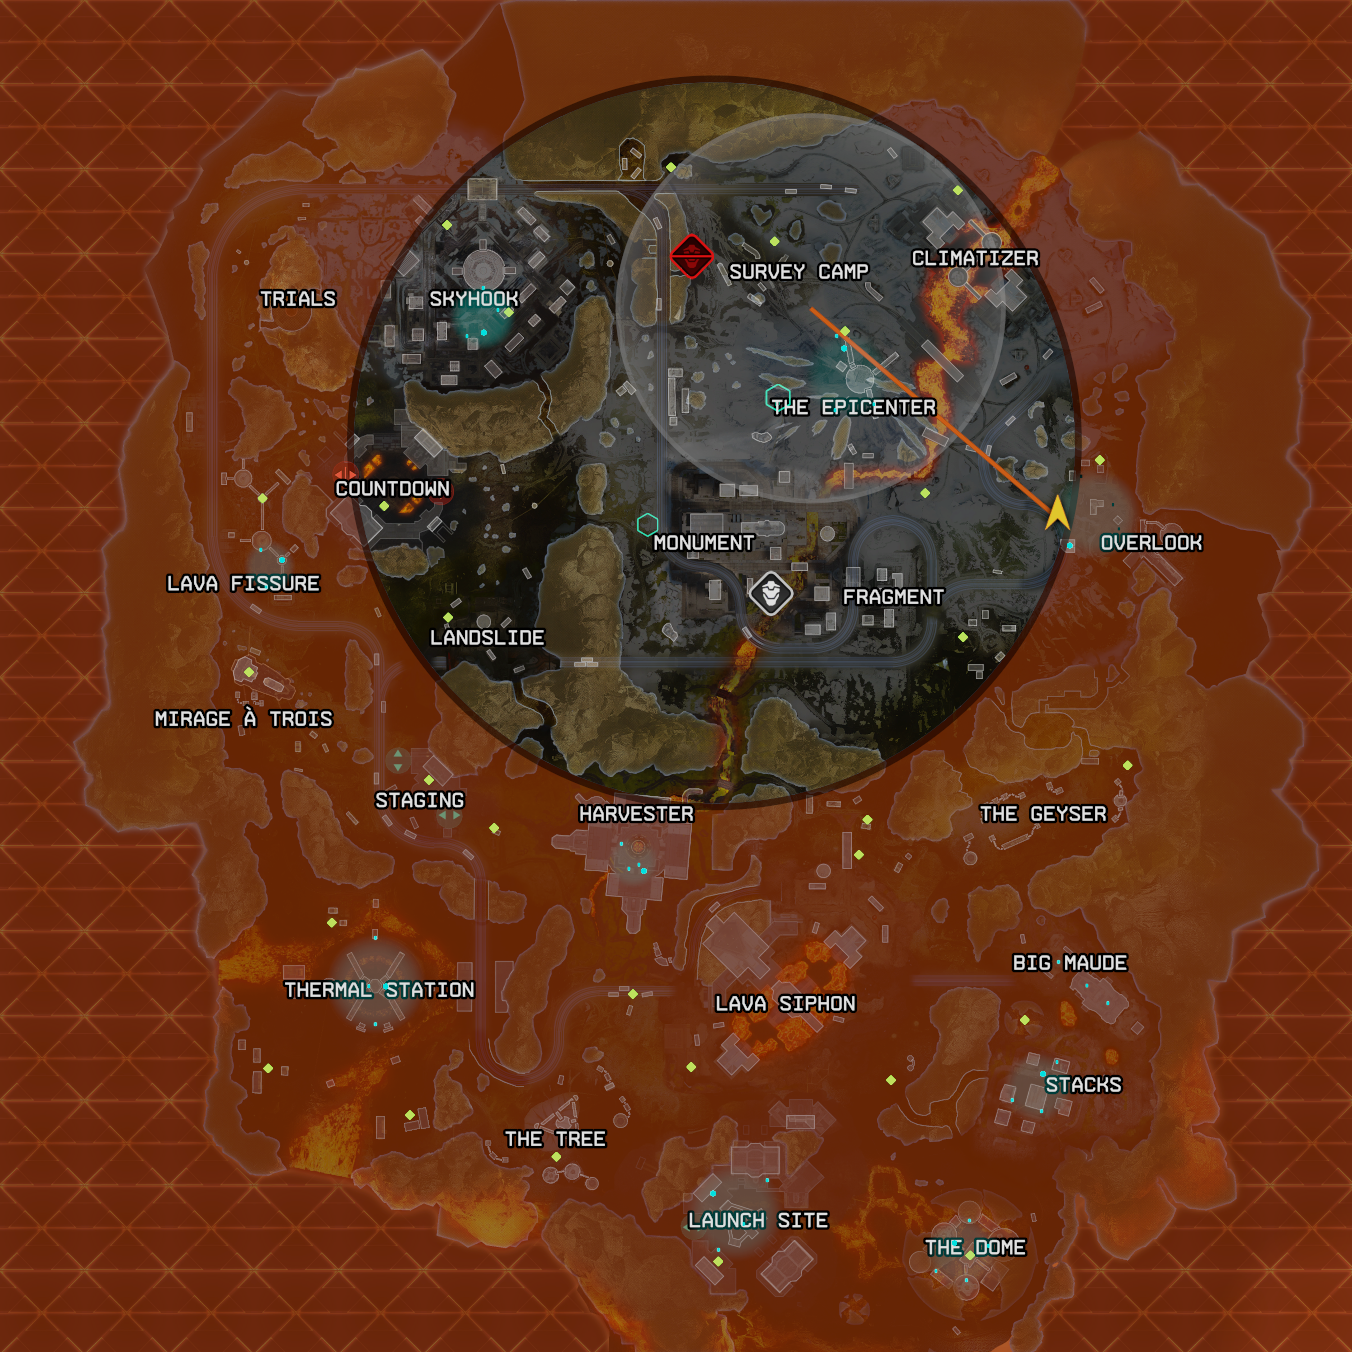 SURVEY CAMP
CLIMATIZER
TRIALS
SKYHOOK
THE EPICENTER
COUNTDOWN
MONUMENT
OVERLOOK
LAVA FISSURE
FRAGMENT
LANDSLIDE
MIRAGE À TROIS
STAGING
HARVESTER
THE GEYSER
THERMAL STATION
BIG MAUDE
LAVA SIPHON
STACKS
THE TREE
LAUNCH SITE
THE DOME